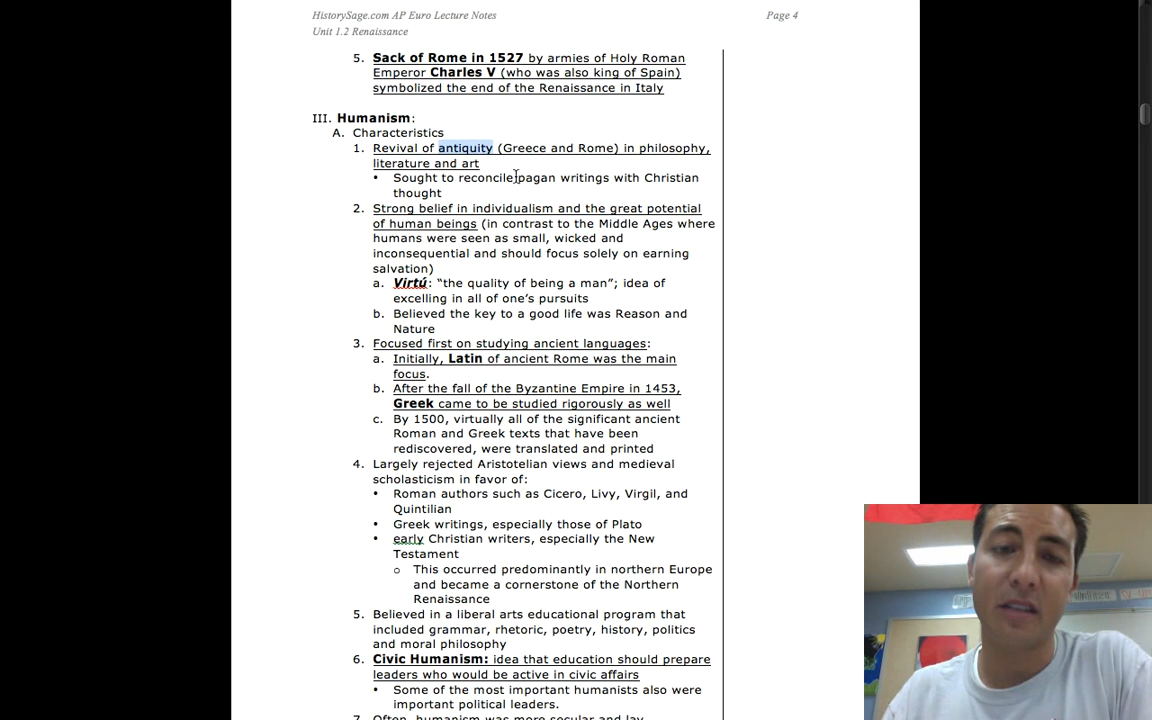 HistorySage.com AP Euro Lecture Notes Page 4
Unit 1.2 Renaissance
5. Sack of Rome in 1527 by armies of Holy Roman
Emperor Charles V (who was also king of Spain)
symbolized the end of the Renaissance in Italy
III. Humanism:
A. Characteristics
1. Revival of antiquity (Greece and Rome) in philosophy,
literature and art
• Sought to reconcile pagan writings with Christian
thought
2. Strong belief in individualism and the great potential
of human beings (in contrast to the Middle Ages where
humans were seen as small, wicked and
inconsequential and should focus solely on earning
salvation)
a. Virtú: “the quality of being a man”; idea of
excelling in all of one’s pursuits
b. Believed the key to a good life was Reason and
Nature
3. Focused first on studying ancient languages:
a. Initially, Latin of ancient Rome was the main
focus.
b. After the fall of the Byzantine Empire in 1453,
Greek came to be studied rigorously as well
c. By 1500, virtually all of the significant ancient
Roman and Greek texts that have been
rediscovered, were translated and printed
4. Largely rejected Aristotelian views and medieval
scholasticism in favor of:
• Roman authors such as Cicero, Livy, Virgil, and
Quintilian
• Greek writings, especially those of Plato
• early Christian writers, especially the New
Testament
o This occurred predominantly in northern Europe
and became a cornerstone of the Northern
Renaissance
5. Believed in a liberal arts educational program that
included grammar, rhetoric, poetry, history, politics
and moral philosophy
6. Civic Humanism: idea that education should prepare
leaders who would be active in civic affairs
• Some of the most important humanists also were
important political leaders.
7. Often, humanism was more secular and lay